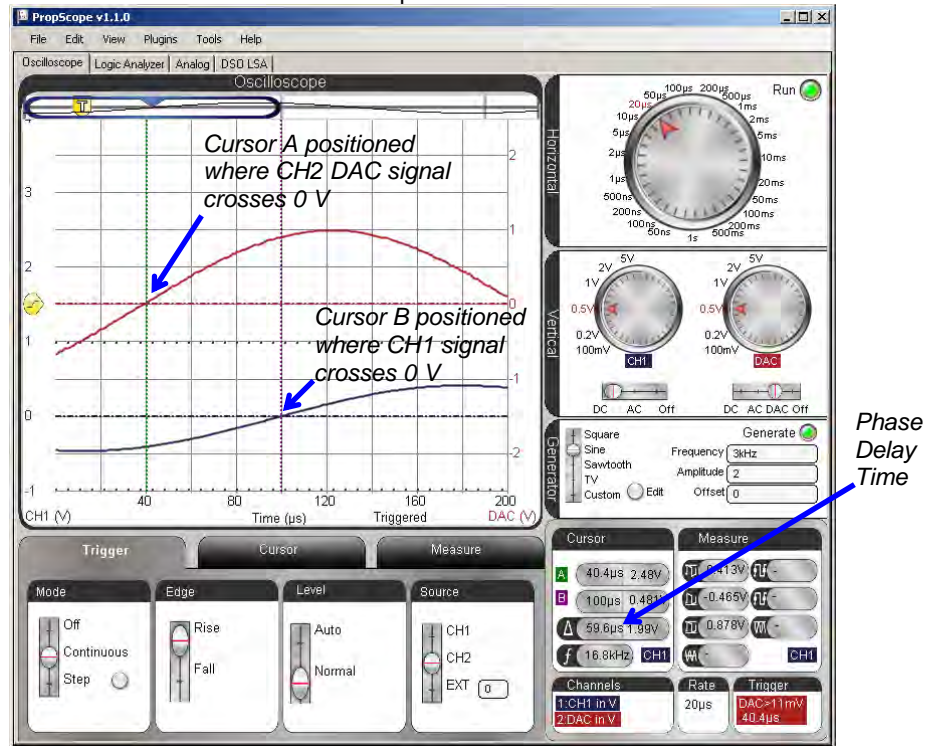 PropScope v1.1.0
File Edit View Plugins Tools Help
Oscilloscope Logic Analyzer Analog DSO LSA
Oscilloscope
T
4
3
2
1
0
-1
2
1
0
-1
-2
40 80 120 160 200
CH1 (V) Time (µs) Triggered DAC (V)
Cursor A positioned
where CH2 DAC signal
crosses 0 V
Cursor B positioned
where CH1 signal
crosses 0 V
Horizontal
Run
50ns
100ns
200ns
500ns
1µs
2µs
5µs
10µs
20µs
50µs
100µs
200µs
500µs
1ms
2ms
5ms
10ms
20ms
50ms
100ms
200ms
500ms
1s
Vertical
5V
2V
1V
0.5V
0.2V
100mV
CH1
DC AC Off
5V
2V
1V
0.5V
0.2V
100mV
DAC
DC AC DAC Off
Generator
Square
Sine
Sawtooth
TV
Custom Edit
Generate
Frequency 3kHz
Amplitude 2
Offset 0
Phase
Delay
Time
Trigger Cursor Measure
Mode
Off
Continuous
Step
Edge
Rise
Fall
Level
Auto
Normal
Source
CH1
CH2
EXT 0
Cursor
A 40.4µs 2.48V
B 100µs 0.481V
Δ 59.6µs 1.99V
f 16.8kHz CH1
Measure
0.413V -
-0.465V -
0.878V -
- CH1
Channels
1:CH1 in V
2:DAC in V
Rate
20µs
Trigger
DAC>11mV
40.4µs